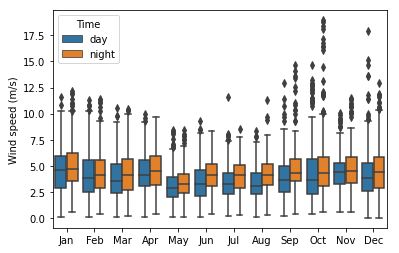 Time
day
night
17.5
15.0
12.5
10.0
7.5
5.0
2.5
0.0
Wind speed (m/s)
Jan Feb Mar Apr May Jun Jul Aug Sep Oct Nov Dec